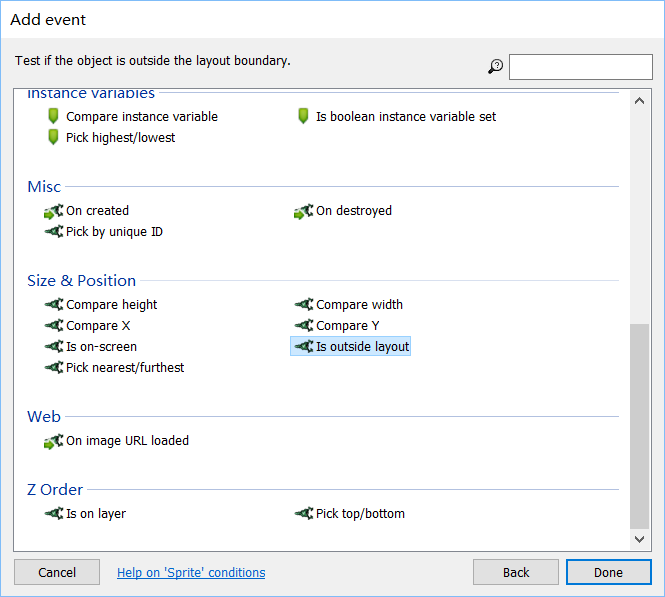 Add event
Test if the object is outside the layout boundary.
Instance variables
Compare instance variable
Is boolean instance variable set
Pick highest/lowest
Misc
On created
On destroyed
Pick by unique ID
Size & Position
Compare height
Compare width
Compare X
Compare Y
Is on-screen
Is outside layout
Pick nearest/furthest
Web
On image URL loaded
Z Order
Is on layer
Pick top/bottom
Cancel
Help on 'Sprite' conditions
Back
Done